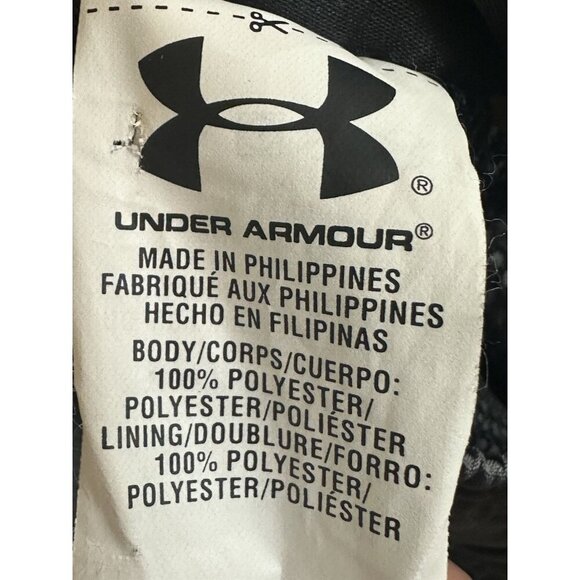 ®
UNDER ARMOUR®
MADE IN PHILIPPINES
FABRIQUÉ AUX PHILIPPINES
HECHO EN FILIPINAS
BODY/CORPS/CUERPO:
100% POLYESTER/
POLYESTER/POLIÉSTER
LINING/DOUBLURE/FORRO:
100% POLYESTER/
POLYESTER/POLIÉSTER